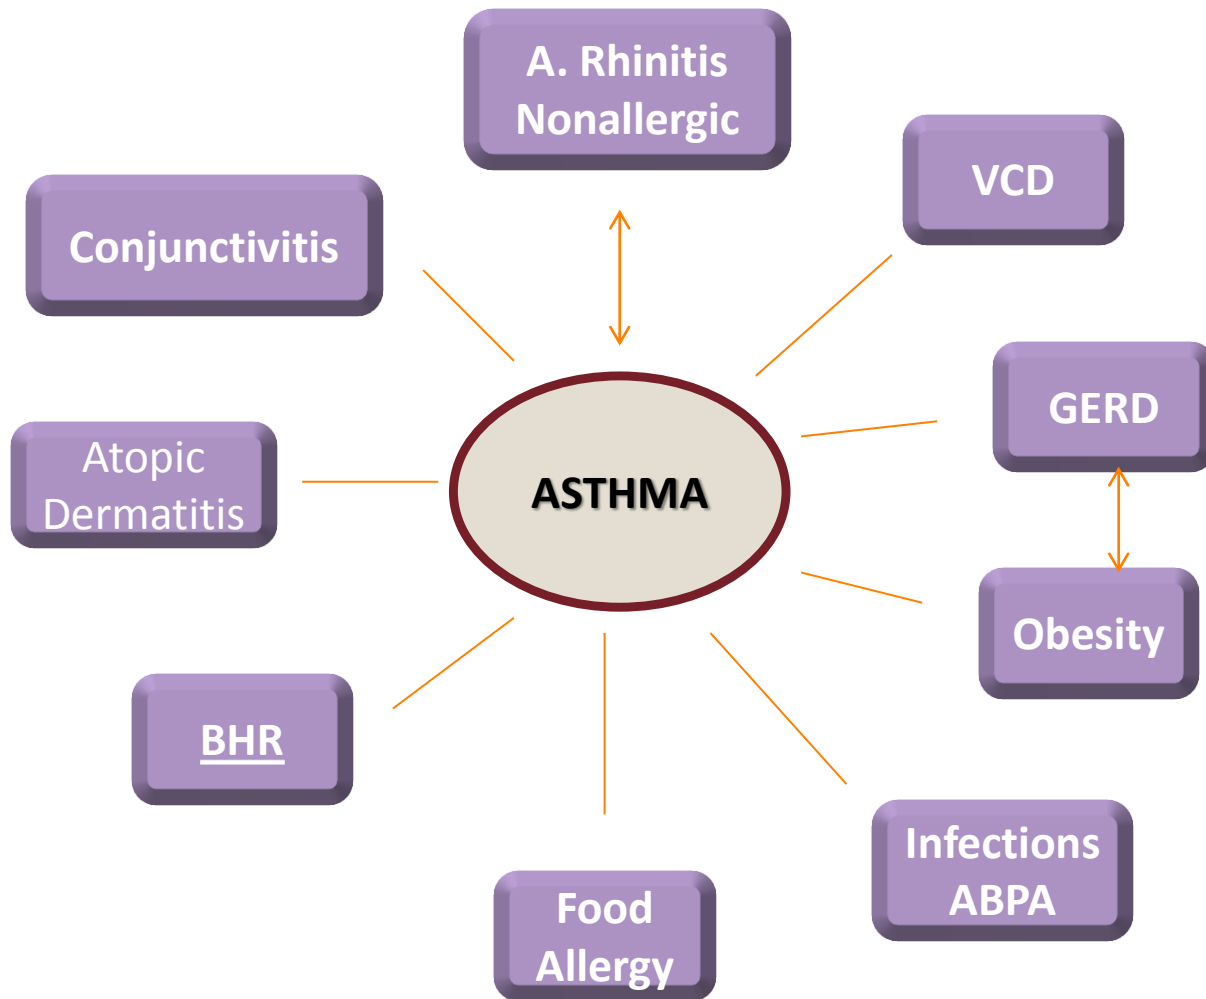 A. Rhinitis
Nonallergic
VCD
Conjunctivitis
GERD
Atopic
Dermatitis
ASTHMA
Obesity
BHR
Infections
ABPA
Food
Allergy